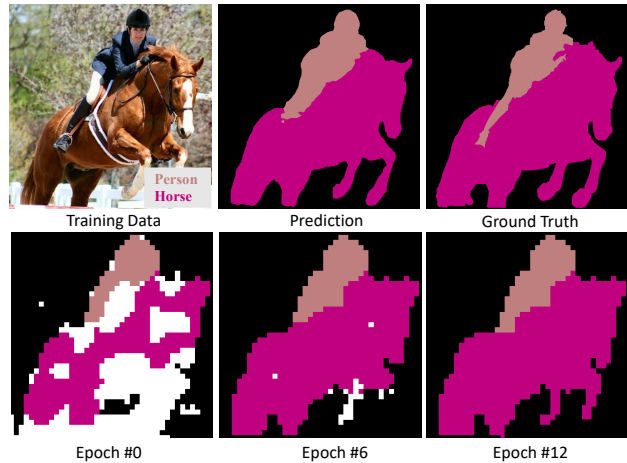 Person
Horse
Training Data
Prediction
Ground Truth
Epoch #0
Epoch #6
Epoch #12